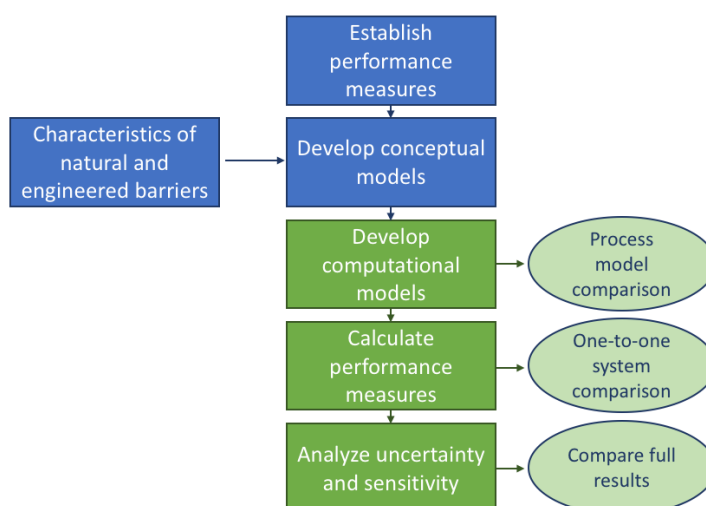 Establish
performance
measures
Characteristics of
natural and
engineered barriers
Develop conceptual
models
Develop
computational
models
Process
model
comparison
Calculate
performance
measures
One-to-one
system
comparison
Analyze uncertainty
and sensitivity
Compare full
results